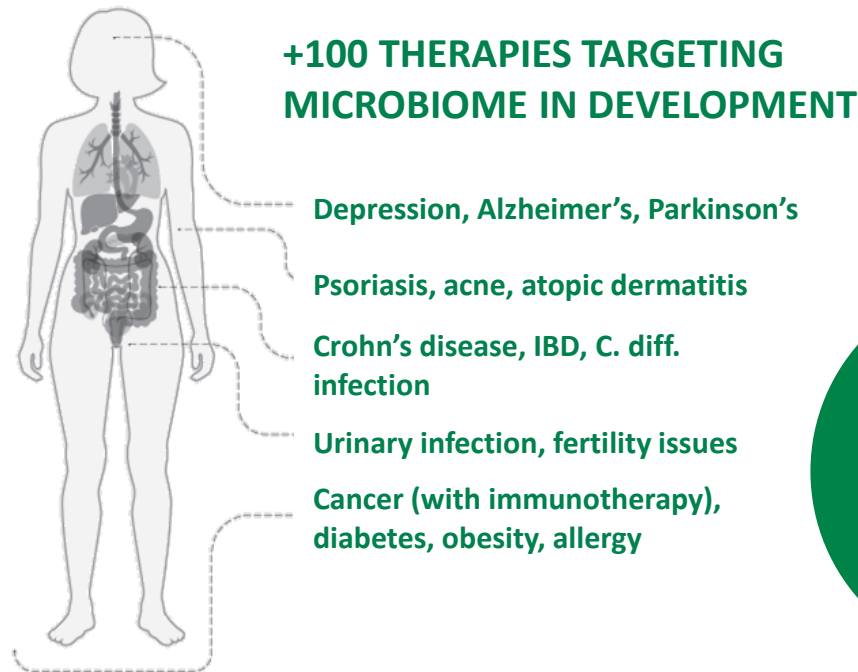 +100 THERAPIES TARGETING
MICROBIOME IN DEVELOPMENT
Depression, Alzheimer’s, Parkinson’s
Psoriasis, acne, atopic dermatitis
Crohn’s disease, IBD, C. diff.
infection
Urinary infection, fertility issues
Cancer (with immunotherapy),
diabetes, obesity, allergy